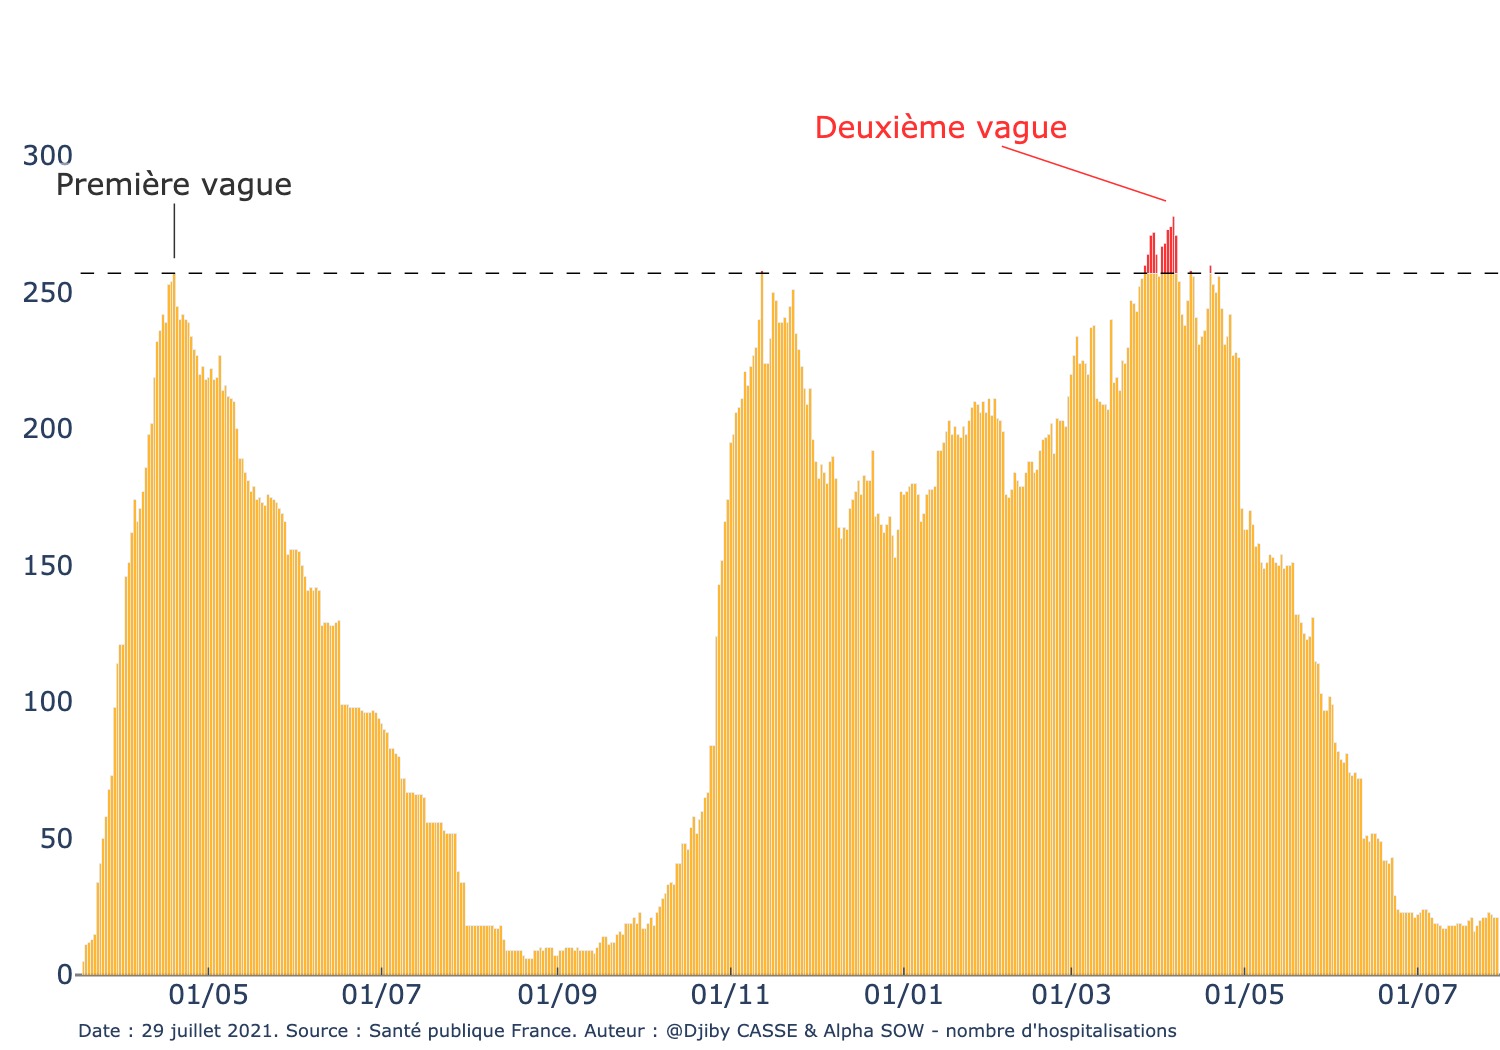 Deuxième vague
300
Première vague
250
200
150
100
50
0
01/05 01/07 01/09 01/11 01/01 01/03 01/05 01/07
Date : 29 juillet 2021. Source : Santé publique France. Auteur : @Djiby CASSE & Alpha SOW - nombre d'hospitalisations